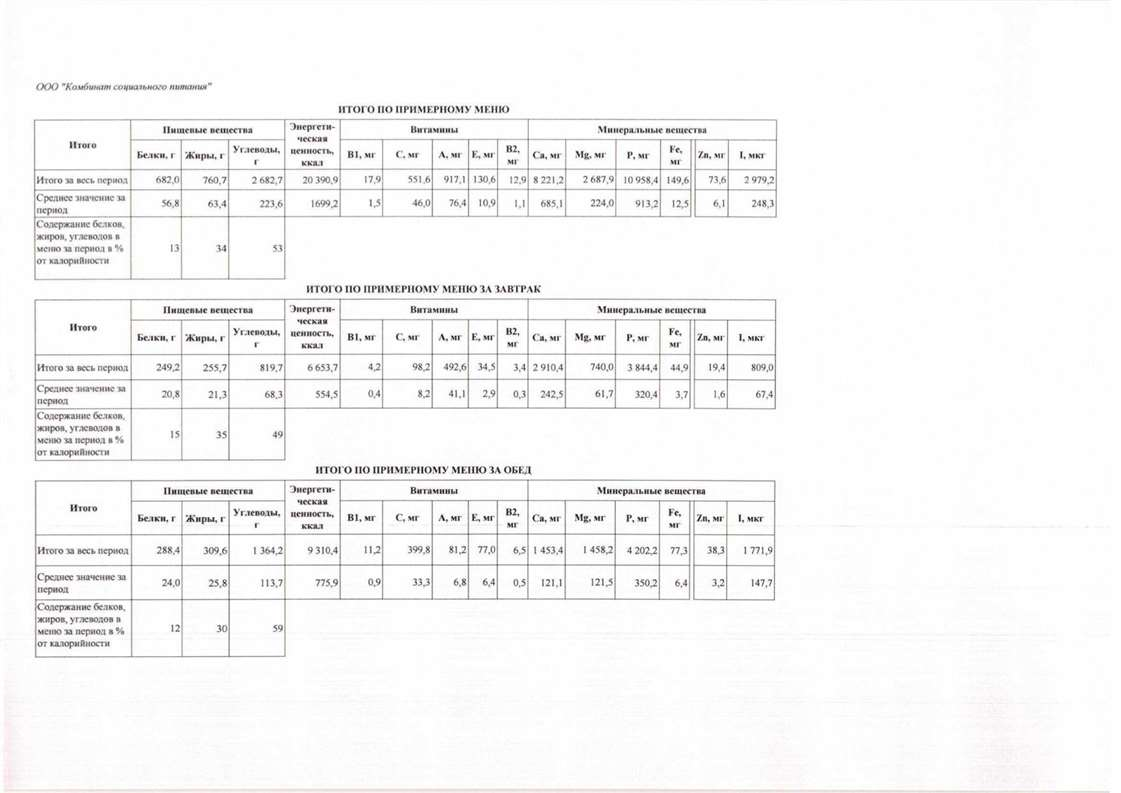 ООО "Комбинат социального питания"
ИТОГО ПО ПРИМЕРНОМУ МЕНЮ
Итого Пищевые вещества Энергети-ческая ценность, ккал Витамины Минеральные вещества
Белки, г Жиры, г Углеводы, г В1, мг С, мг А, мг Е, мг В2, мг Ca, мг Mg, мг Р, мг Fe, мг Zn, мг I, мкг
Итого за весь период 682,0 760,7 2 682,7 20 390,9 17,9 551,6 917,1 130,6 12,9 8 221,2 2 687,9 10 958,4 149,6 73,6 2 979,2
Среднее значение за
период 56,8 63,4 223,6 1699,2 1,5 46,0 76,4 10,9 1,1 685,1 224,0 913,2 12,5 6,1 248,3
Содержание белков,
жиров, углеводов в
меню за период в % 13 34 53
от калорийности
ИТОГО ПО ПРИМЕРНОМУ МЕНЮ ЗА ЗАВТРАК
Итого Пищевые вещества Энергети-ческая ценность, ккал Витамины Минеральные вещества
Белки, г Жиры, г Углеводы, г В1, мг С, мг А, мг Е, мг В2, мг Ca, мг Mg, мг Р, мг Fe, мг Zn, мг I, мкг
Итого за весь период 249,2 255,7 819,7 6 653,7 4,2 98,2 492,6 34,5 3,4 2 910,4 740,0 3 844,4 44,9 19,4 809,0
Среднее значение за
период 20,8 21,3 68,3 554,5 0,4 8,2 41,1 2,9 0,3 242,5 61,7 320,4 3,7 1,6 67,4
Содержание белков,
жиров, углеводов в
меню за период в % 15 35 49
от калорийности
ИТОГО ПО ПРИМЕРНОМУ МЕНЮ ЗА ОБЕД
Итого Пищевые вещества Энергети-ческая ценность, ккал Витамины Минеральные вещества
Белки, г Жиры, г Углеводы, г В1, мг С, мг А, мг Е, мг В2, мг Ca, мг Mg, мг Р, мг Fe, мг Zn, мг I, мкг
Итого за весь период 288,4 309,6 1 364,2 9 310,4 11,2 399,8 81,2 77,0 6,5 1 453,4 1 458,2 4 202,2 77,3 38,3 1 771,9
Среднее значение за
период 24,0 25,8 113,7 775,9 0,9 33,3 6,8 6,4 0,5 121,1 121,5 350,2 6,4 3,2 147,7
Содержание белков,
жиров, углеводов в
меню за период в % 12 30 59
от калорийности